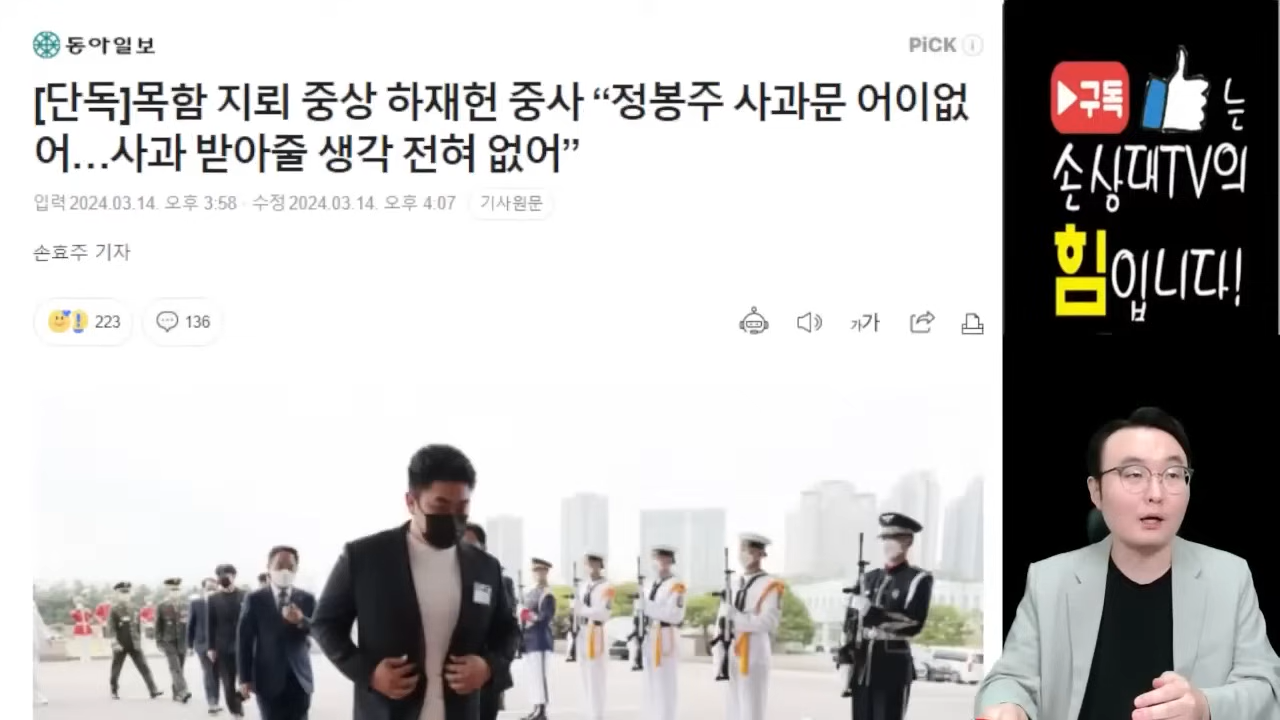 동아일보
PiCK
[단독]목함 지뢰 중상 하재헌 중사 “정봉주 사과문 어이없
어…사과 받아줄 생각 전혀 없어”
입력 2024.03.14. 오후 3:58 · 수정 2024.03.14. 오후 4:07 기사원문
손효주 기자
223 136
가가
구독 는
손상대TV의
힘입니다!